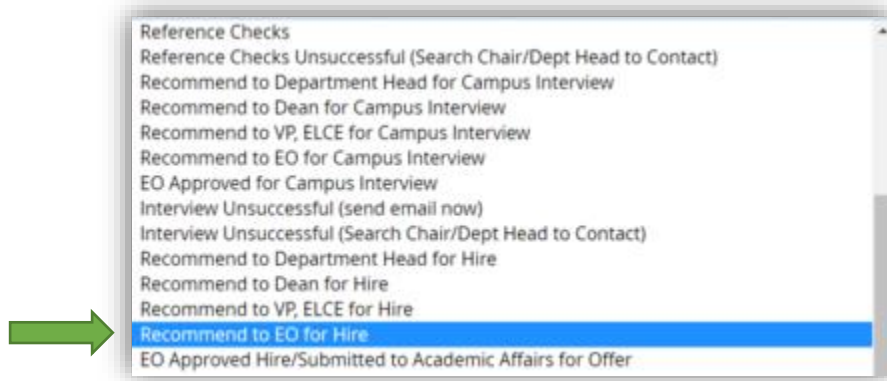 Reference Checks
Reference Checks Unsuccessful (Search Chair/Dept Head to Contact)
Recommend to Department Head for Campus Interview
Recommend to Dean for Campus Interview
Recommend to VP, ELCE for Campus Interview
Recommend to EO for Campus Interview
EO Approved for Campus Interview
Interview Unsuccessful (send email now)
Interview Unsuccessful (Search Chair/Dept Head to Contact)
Recommend to Department Head for Hire
Recommend to Dean for Hire
Recommend to VP, ELCE for Hire
Recommend to EO for Hire
EO Approved Hire/Submitted to Academic Affairs for Offer